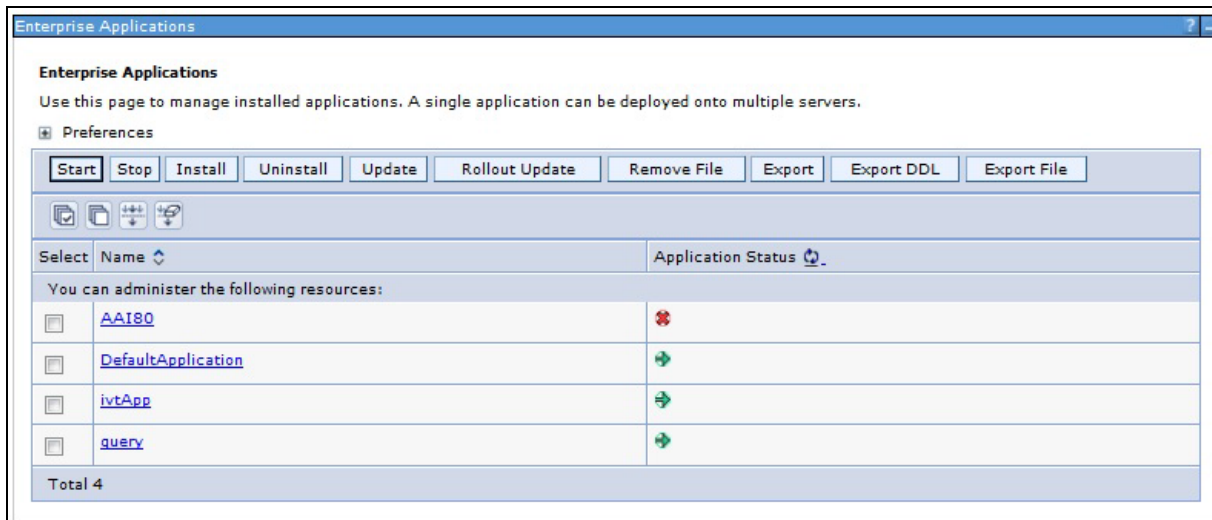 Enterprise Applications ?
Enterprise Applications
Use this page to manage installed applications. A single application can be deployed onto multiple servers.
Preferences
Start Stop Install Uninstall Update Rollout Update Remove File Export Export DDL Export File
Select Name Application Status
You can administer the following resources:
AAI80
DefaultApplication
ivtApp
query
Total 4